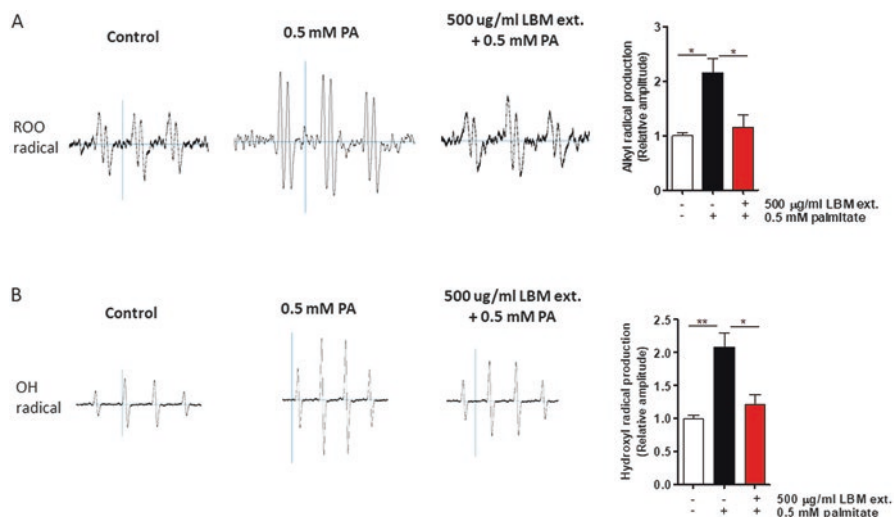 A
Control
0.5 mM PA
500 ug/ml LBM ext.
+ 0.5 mM PA
ROO
radical
Alkyl radical production
(Relative amplitude)
3
2
1
0
*
*
- - + 500 µg/ml LBM ext.
- + + 0.5 mM palmitate
B
Control
0.5 mM PA
500 ug/ml LBM ext.
+ 0.5 mM PA
OH
radical
Hydroxyl radical production
(Relative amplitude)
2.5
2.0
1.5
1.0
0.5
0.0
**
*
- - + 500 µg/ml LBM ext.
- + + 0.5 mM palmitate